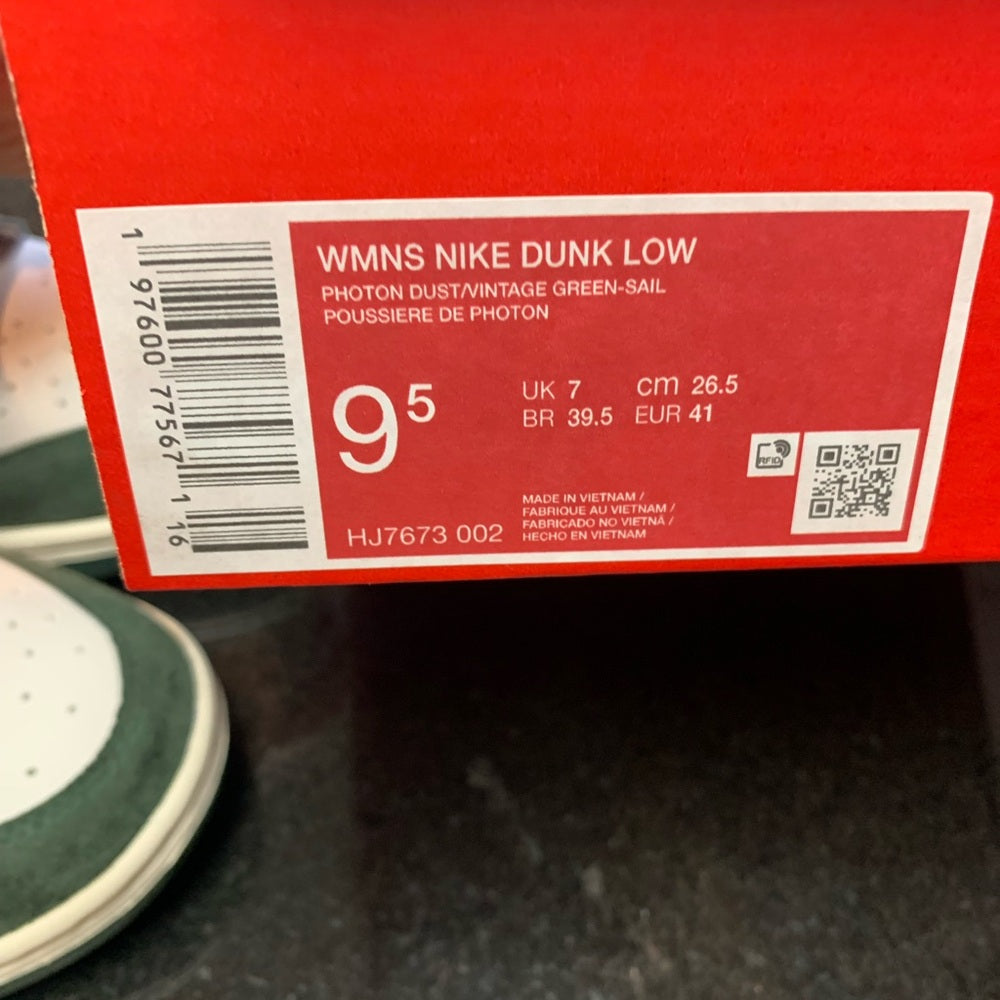 WMNS NIKE DUNK LOW
PHOTON DUST/VINTAGE GREEN-SAIL
POUSSIERE DE PHOTON
9⁵
UK 7 cm 26.5
BR 39.5 EUR 41
RFID
MADE IN VIETNAM /
FABRIQUE AU VIETNAM /
FABRICADO NO VIETNÃ /
HECHO EN VIETNAM
HJ7673 002
1 97600 77567 1 16